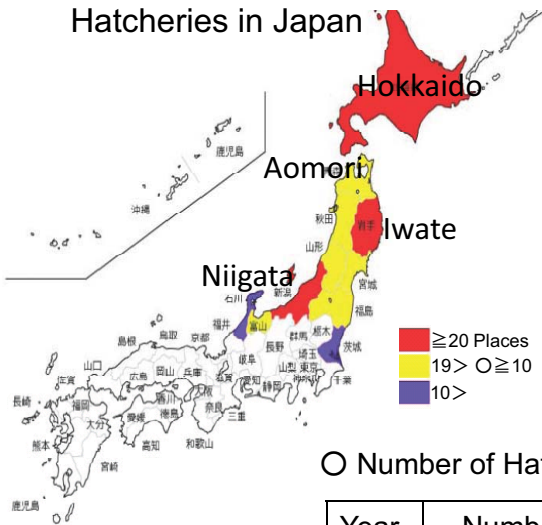 Hatcheries in Japan
Hokkaido
鹿児島
Aomori
沖縄
秋田
岩手
Iwate
山形
Niigata
新潟
宮城
石川
福島
福井
富山
群馬
栃木
茨城
≧20 Places
19> O≧10
10>
島根
鳥取
京都
岐阜
長野
埼玉
山梨
東京
千葉
山口
広島
岡山
兵庫
滋賀
愛知
静岡
神奈川
佐賀
長崎
福岡
大分
愛媛
香川
徳島
大阪
奈良
三重
熊本
高知
和歌山
宮崎
鹿児島
O Number of Hat
Year
Numb